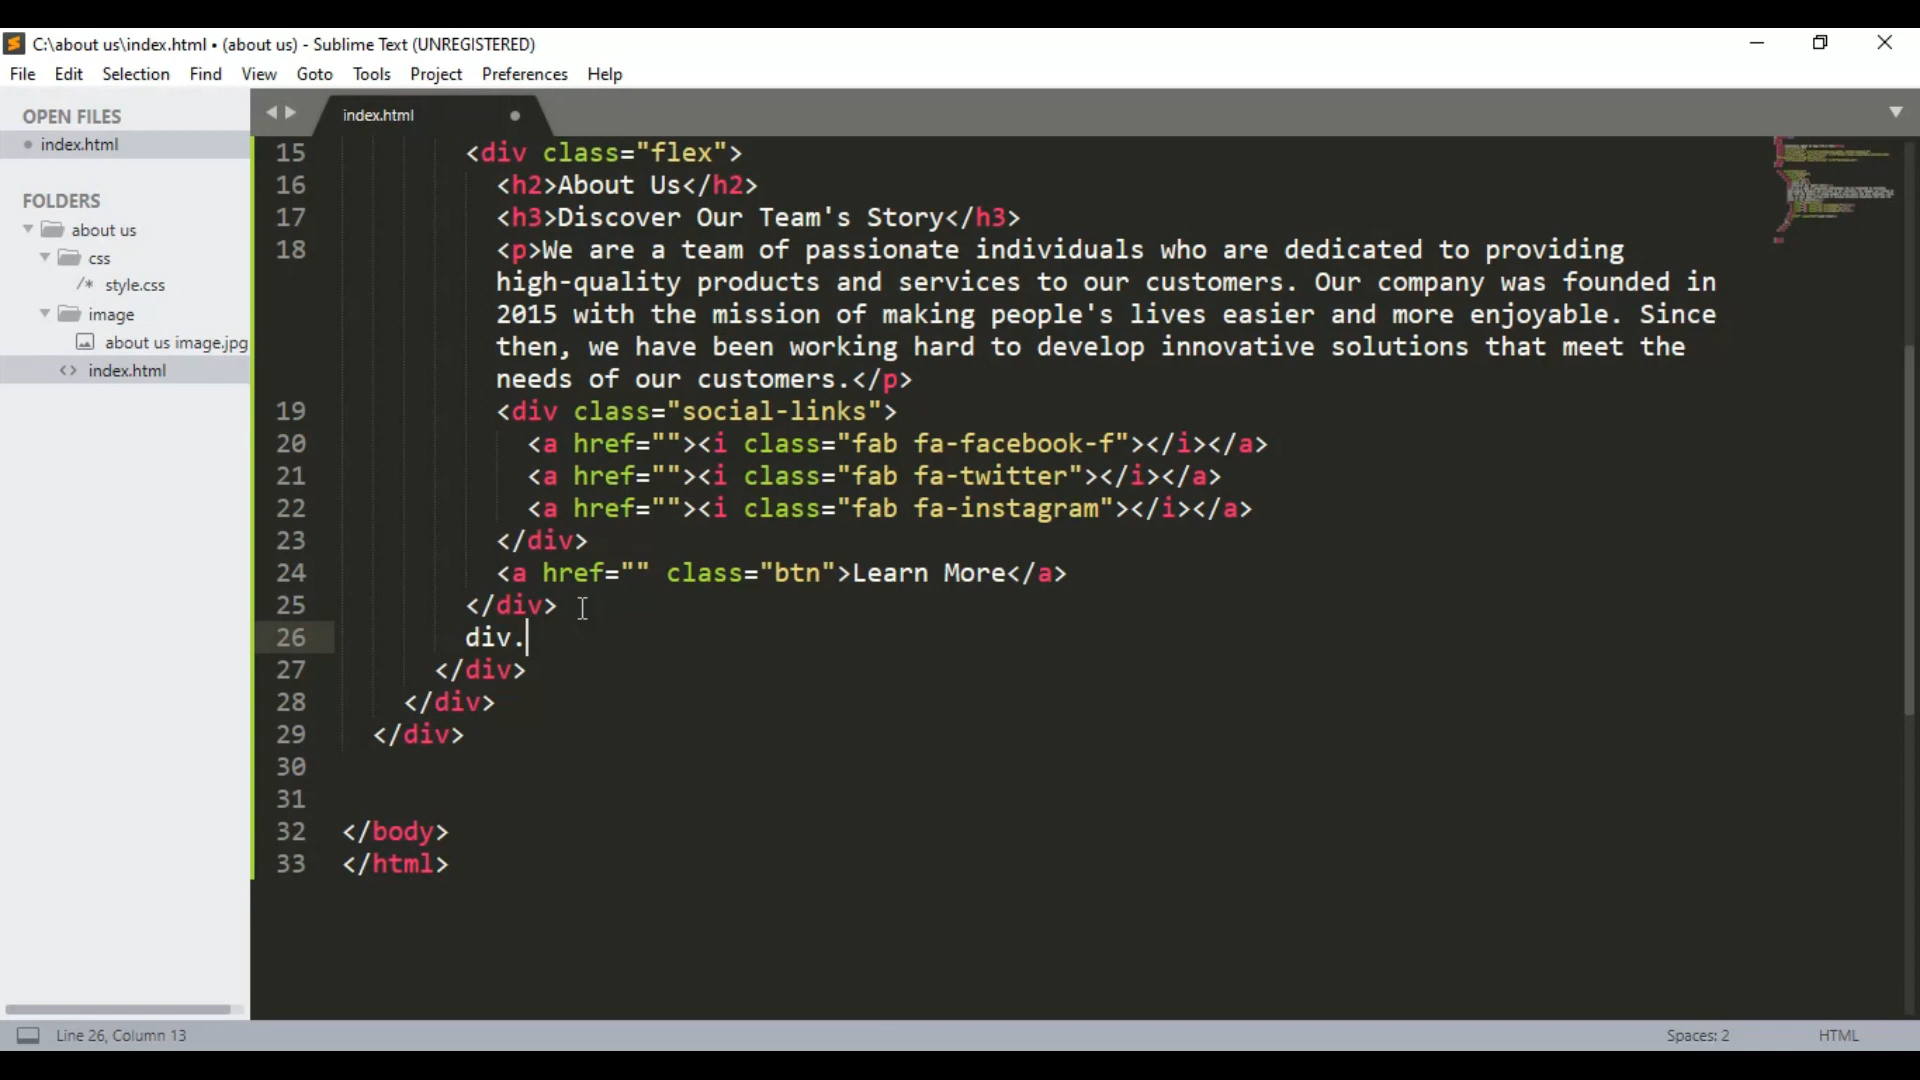 C:\about us\index.html • (about us) - Sublime Text (UNREGISTERED)
File Edit Selection Find View Goto Tools Project Preferences Help
OPEN FILES
index.html
FOLDERS
about us
css
/* style.css
image
about us image.jpg
<> index.html
index.html
15 <div class="flex">
16 <h2>About Us</h2>
17 <h3>Discover Our Team's Story</h3>
18 <p>We are a team of passionate individuals who are dedicated to providing
high-quality products and services to our customers. Our company was founded in
2015 with the mission of making people's lives easier and more enjoyable. Since
then, we have been working hard to develop innovative solutions that meet the
needs of our customers.</p>
19 <div class="social-links">
20 <a href=""><i class="fab fa-facebook-f"></i></a>
21 <a href=""><i class="fab fa-twitter"></i></a>
22 <a href=""><i class="fab fa-instagram"></i></a>
23 </div>
24 <a href="" class="btn">Learn More</a>
25 </div>
26 div.
27 </div>
28 </div>
29 </div>
30
31
32 </body>
33 </html>
Line 26, Column 13
Spaces: 2
HTML